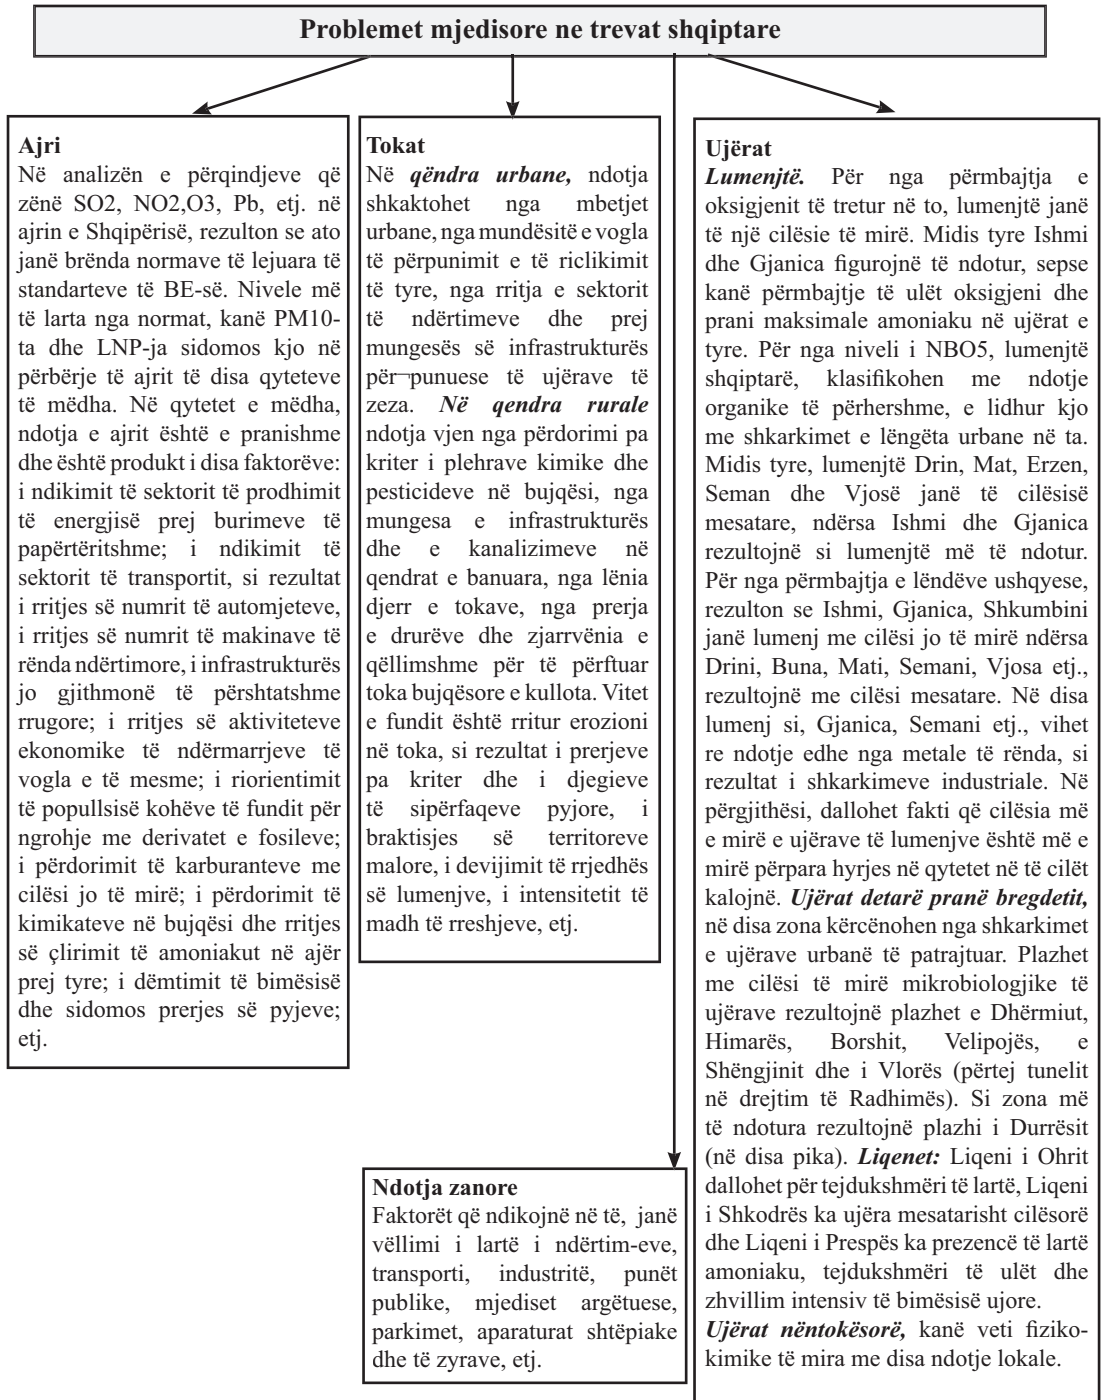 Problemet mjedisore ne trevat shqiptare
Ajri
Në analizën e përqindjeve që
zënë SO2, NO2,O3, Pb, etj. në
ajrin e Shqipërisë, rezulton se ato
janë brënda normave të lejuara të
standarteve të BE-së. Nivele më
të larta nga normat, kanë PM10-
ta dhe LNP-ja sidomos kjo në
përbërje të ajrit të disa qyteteve
të mëdha. Në qytetet e mëdha,
ndotja e ajrit është e pranishme
dhe është produkt i disa faktorëve:
i ndikimit të sektorit të prodhimit
të energjisë prej burimeve të
papërtëritshme; i ndikimit të
sektorit të transportit, si rezultat
i rritjes së numrit të automjeteve,
i rritjes së numrit të makinave të
rënda ndërtimore, i infrastrukturës
jo gjithmonë të përshtatshme
rrugore; i rritjes së aktiviteteve
ekonomike të ndërmarrjeve të
vogla e të mesme; i riorientimit
të popullsisë kohëve të fundit për
ngrohje me derivatet e fosileve;
i përdorimit të karburanteve me
cilësi jo të mirë; i përdorimit të
kimikateve në bujqësi dhe rritjes
së çlirimit të amoniakut në ajër
prej tyre; i dëmtimit të bimësisë
dhe sidomos prerjes së pyjeve;
etj.
Tokat
Në qëndra urbane, ndotja
shkaktohet nga mbetjet
urbane, nga mundësitë e vogla
të përpunimit e të riclikimit
të tyre, nga rritja e sektorit
të ndërtimeve dhe prej
mungesës së infrastrukturës
për¬punuese të ujërave të
zeza. Në qendra rurale
ndotja vjen nga përdorimi pa
kriter i plehrave kimike dhe
pesticideve në bujqësi, nga
mungesa e infrastrukturës
dhe e kanalizimeve në
qendrat e banuara, nga lënia
djerr e tokave, nga prerja
e drurëve dhe zjarrvënia e
qëllimshme për të përftuar
toka bujqësore e kullota. Vitet
e fundit është rritur erozioni
në toka, si rezultat i prerjeve
pa kriter dhe i djegieve
të sipërfaqeve pyjore, i
braktisjes së territoreve
malore, i devijimit të rrjedhës
së lumenjve, i intensitetit të
madh të rreshjeve, etj.
Ndotja zanore
Faktorët që ndikojnë në të, janë
vëllimi i lartë i ndërtim-eve,
transporti, industritë, punët
publike, mjediset argëtuese,
parkimet, aparaturat shtëpiake
dhe të zyrave, etj.
Ujërat
Lumenjtë. Për nga përmbajtja e
oksigjenit të tretur në to, lumenjtë janë
të një cilësie të mirë. Midis tyre Ishmi
dhe Gjanica figurojnë të ndotur, sepse
kanë përmbajtje të ulët oksigjeni dhe
prani maksimale amoniaku në ujërat e
tyre. Për nga niveli i NBO5, lumenjtë
shqiptarë, klasifikohen me ndotje
organike të përhershme, e lidhur kjo
me shkarkimet e lëngëta urbane në ta.
Midis tyre, lumenjtë Drin, Mat, Erzen,
Seman dhe Vjosë janë të cilësisë
mesatare, ndërsa Ishmi dhe Gjanica
rezultojnë si lumenjtë më të ndotur.
Për nga përmbajtja e lëndëve ushqyese,
rezulton se Ishmi, Gjanica, Shkumbini
janë lumenj me cilësi jo të mirë ndërsa
Drini, Buna, Mati, Semani, Vjosa etj.,
rezultojnë me cilësi mesatare. Në disa
lumenj si, Gjanica, Semani etj., vihet
re ndotje edhe nga metale të rënda, si
rezultat i shkarkimeve industriale. Në
përgjithësi, dallohet fakti që cilësia më
e mirë e ujërave të lumenjve është më e
mirë përpara hyrjes në qytetet në të cilët
kalojnë. Ujërat detarë pranë bregdetit,
në disa zona kërcënohen nga shkarkimet
e ujërave urbanë të patrajtuar. Plazhet
me cilësi të mirë mikrobiologjike të
ujërave rezultojnë plazhet e Dhërmiut,
Himarës, Borshit, Velipojës, e
Shëngjinit dhe i Vlorës (përtej tunelit
në drejtim të Radhimës). Si zona më
të ndotura rezultojnë plazhi i Durrësit
(në disa pika). Liqenet: Liqeni i Ohrit
dallohet për tejdukshmëri të lartë, Liqeni
i Shkodrës ka ujëra mesatarisht cilësorë
dhe Liqeni i Prespës ka prezencë të lartë
amoniaku, tejdukshmëri të ulët dhe
zhvillim intensiv të bimësisë ujore.
Ujërat nëntokësorë, kanë veti fiziko-
kimike të mira me disa ndotje lokale.